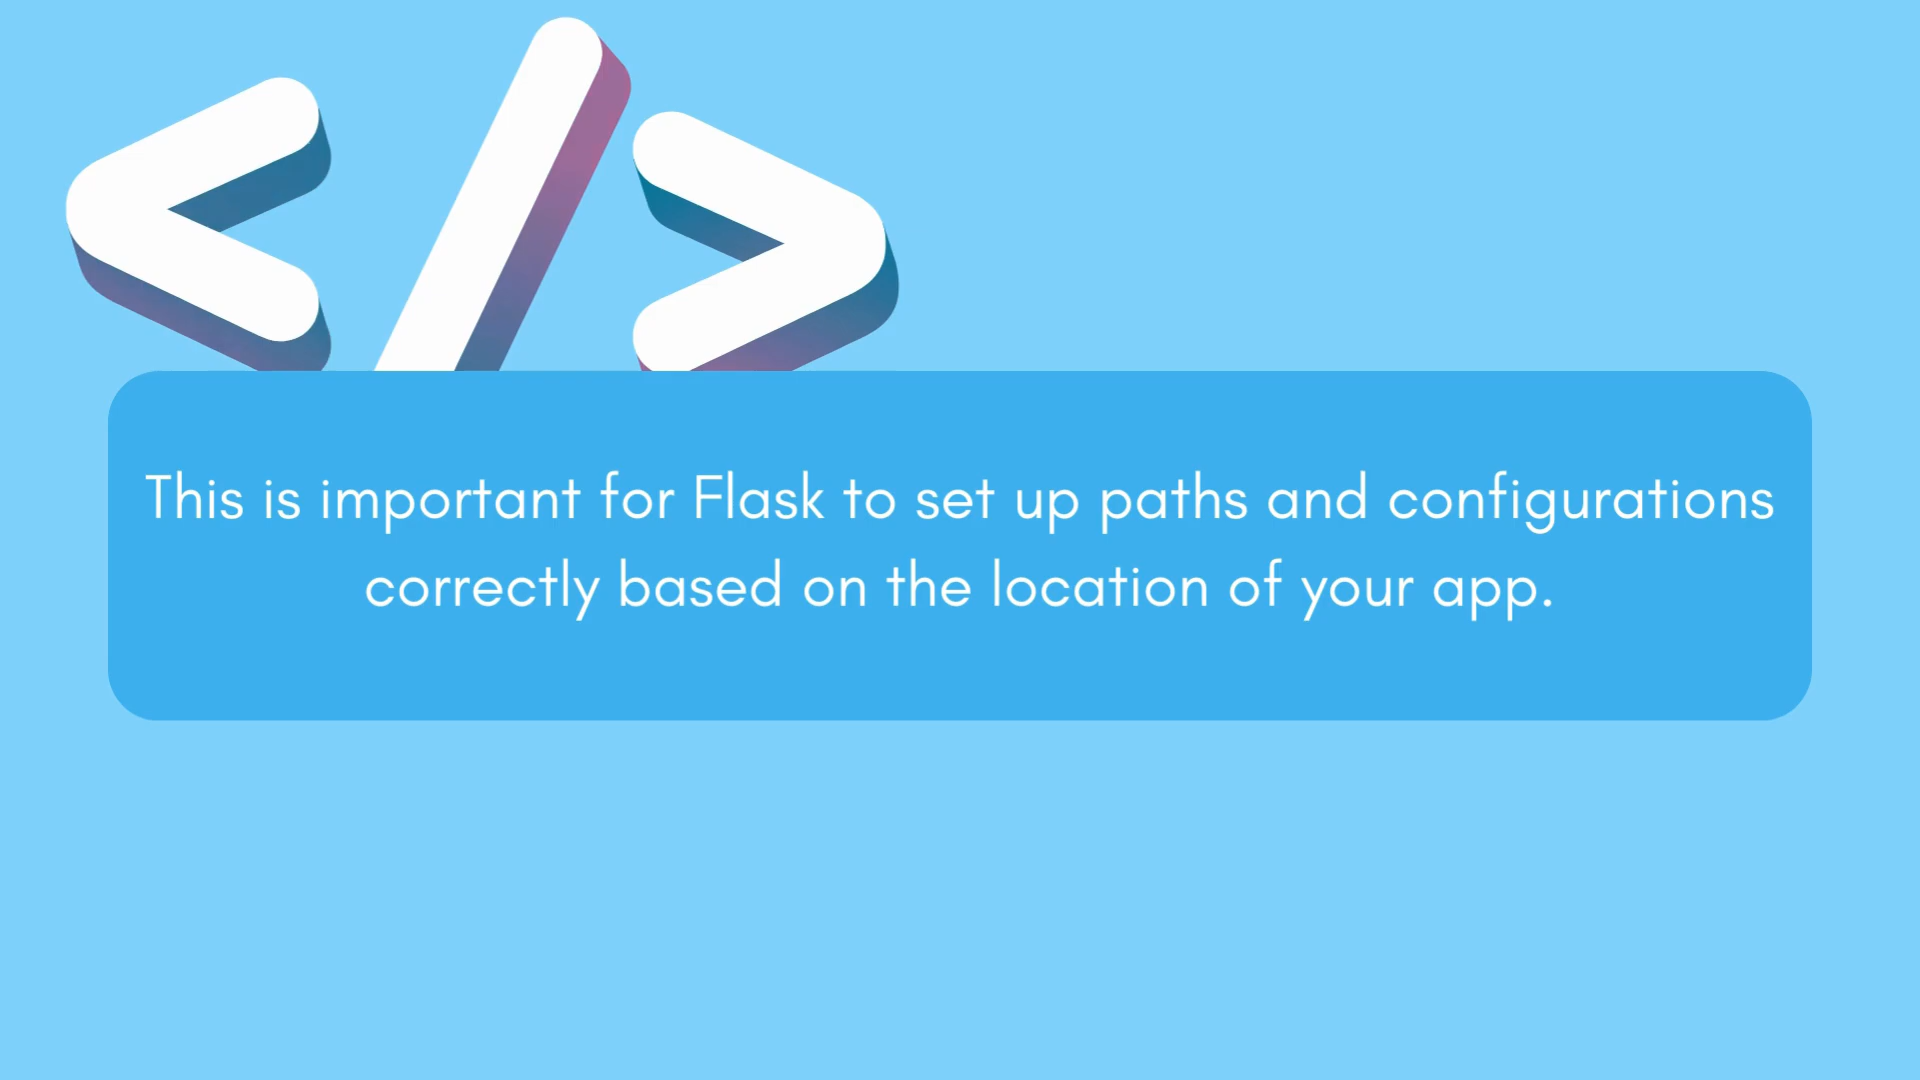 This is important for Flask to set up paths and configurations
correctly based on the location of your app.